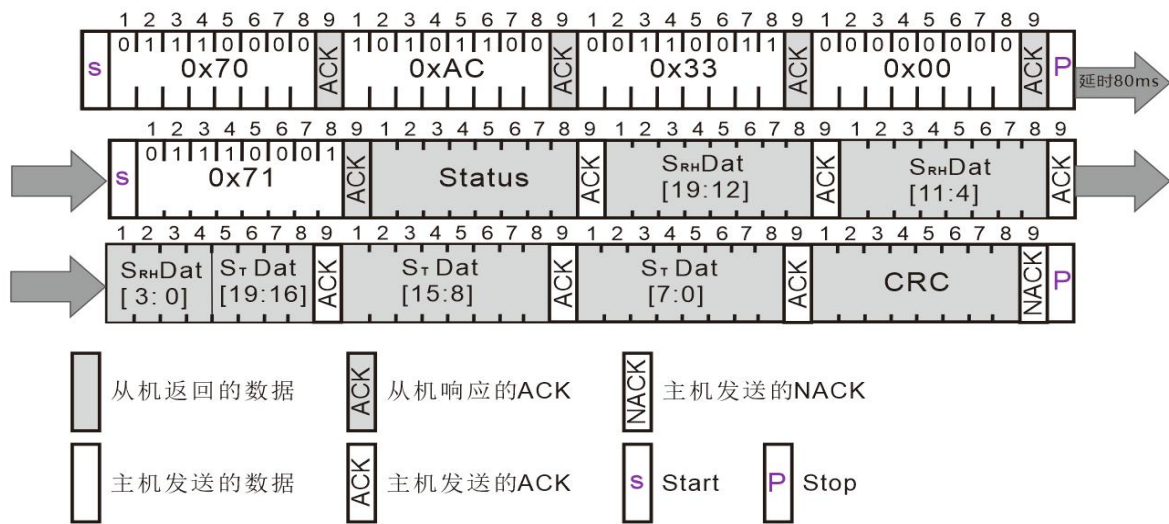 1 2 3 4 5 6 7 8 9 1 2 3 4 5 6 7 8 9 1 2 3 4 5 6 7 8 9 1 2 3 4 5 6 7 8 9
0 1 1 1 0 0 0 0 1 0 1 0 1 1 0 0 0 0 1 1 0 0 1 1 0 0 0 0 0 0 0 0
S 0x70 ACK 0xAC ACK 0x33 ACK 0x00 ACK P 延时80ms
1 2 3 4 5 6 7 8 9 1 2 3 4 5 6 7 8 9 1 2 3 4 5 6 7 8 9 1 2 3 4 5 6 7 8 9
0 1 1 1 0 0 0 1
S 0x71 ACK Status ACK SRHDat ACK SRHDat ACK
[19:12] [11:4]
1 2 3 4 5 6 7 8 9 1 2 3 4 5 6 7 8 9 1 2 3 4 5 6 7 8 9 1 2 3 4 5 6 7 8 9
SRHDat ST Dat ACK ST Dat ACK ST Dat ACK CRC NACK P
[3:0] [19:16] [15:8] [7:0]
从机返回的数据 ACK 从机响应的ACK NACK 主机发送的NACK
主机发送的数据 ACK 主机发送的ACK S Start P Stop